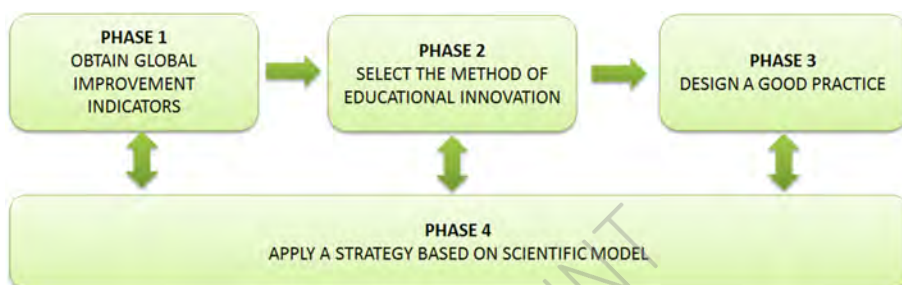 PHASE 1
OBTAIN GLOBAL
IMPROVEMENT
INDICATORS
PHASE 2
SELECT THE METHOD OF
EDUCATIONAL INNOVATION
PHASE 3
DESIGN A GOOD PRACTICE
PHASE 4
APPLY A STRATEGY BASED ON SCIENTIFIC MODEL